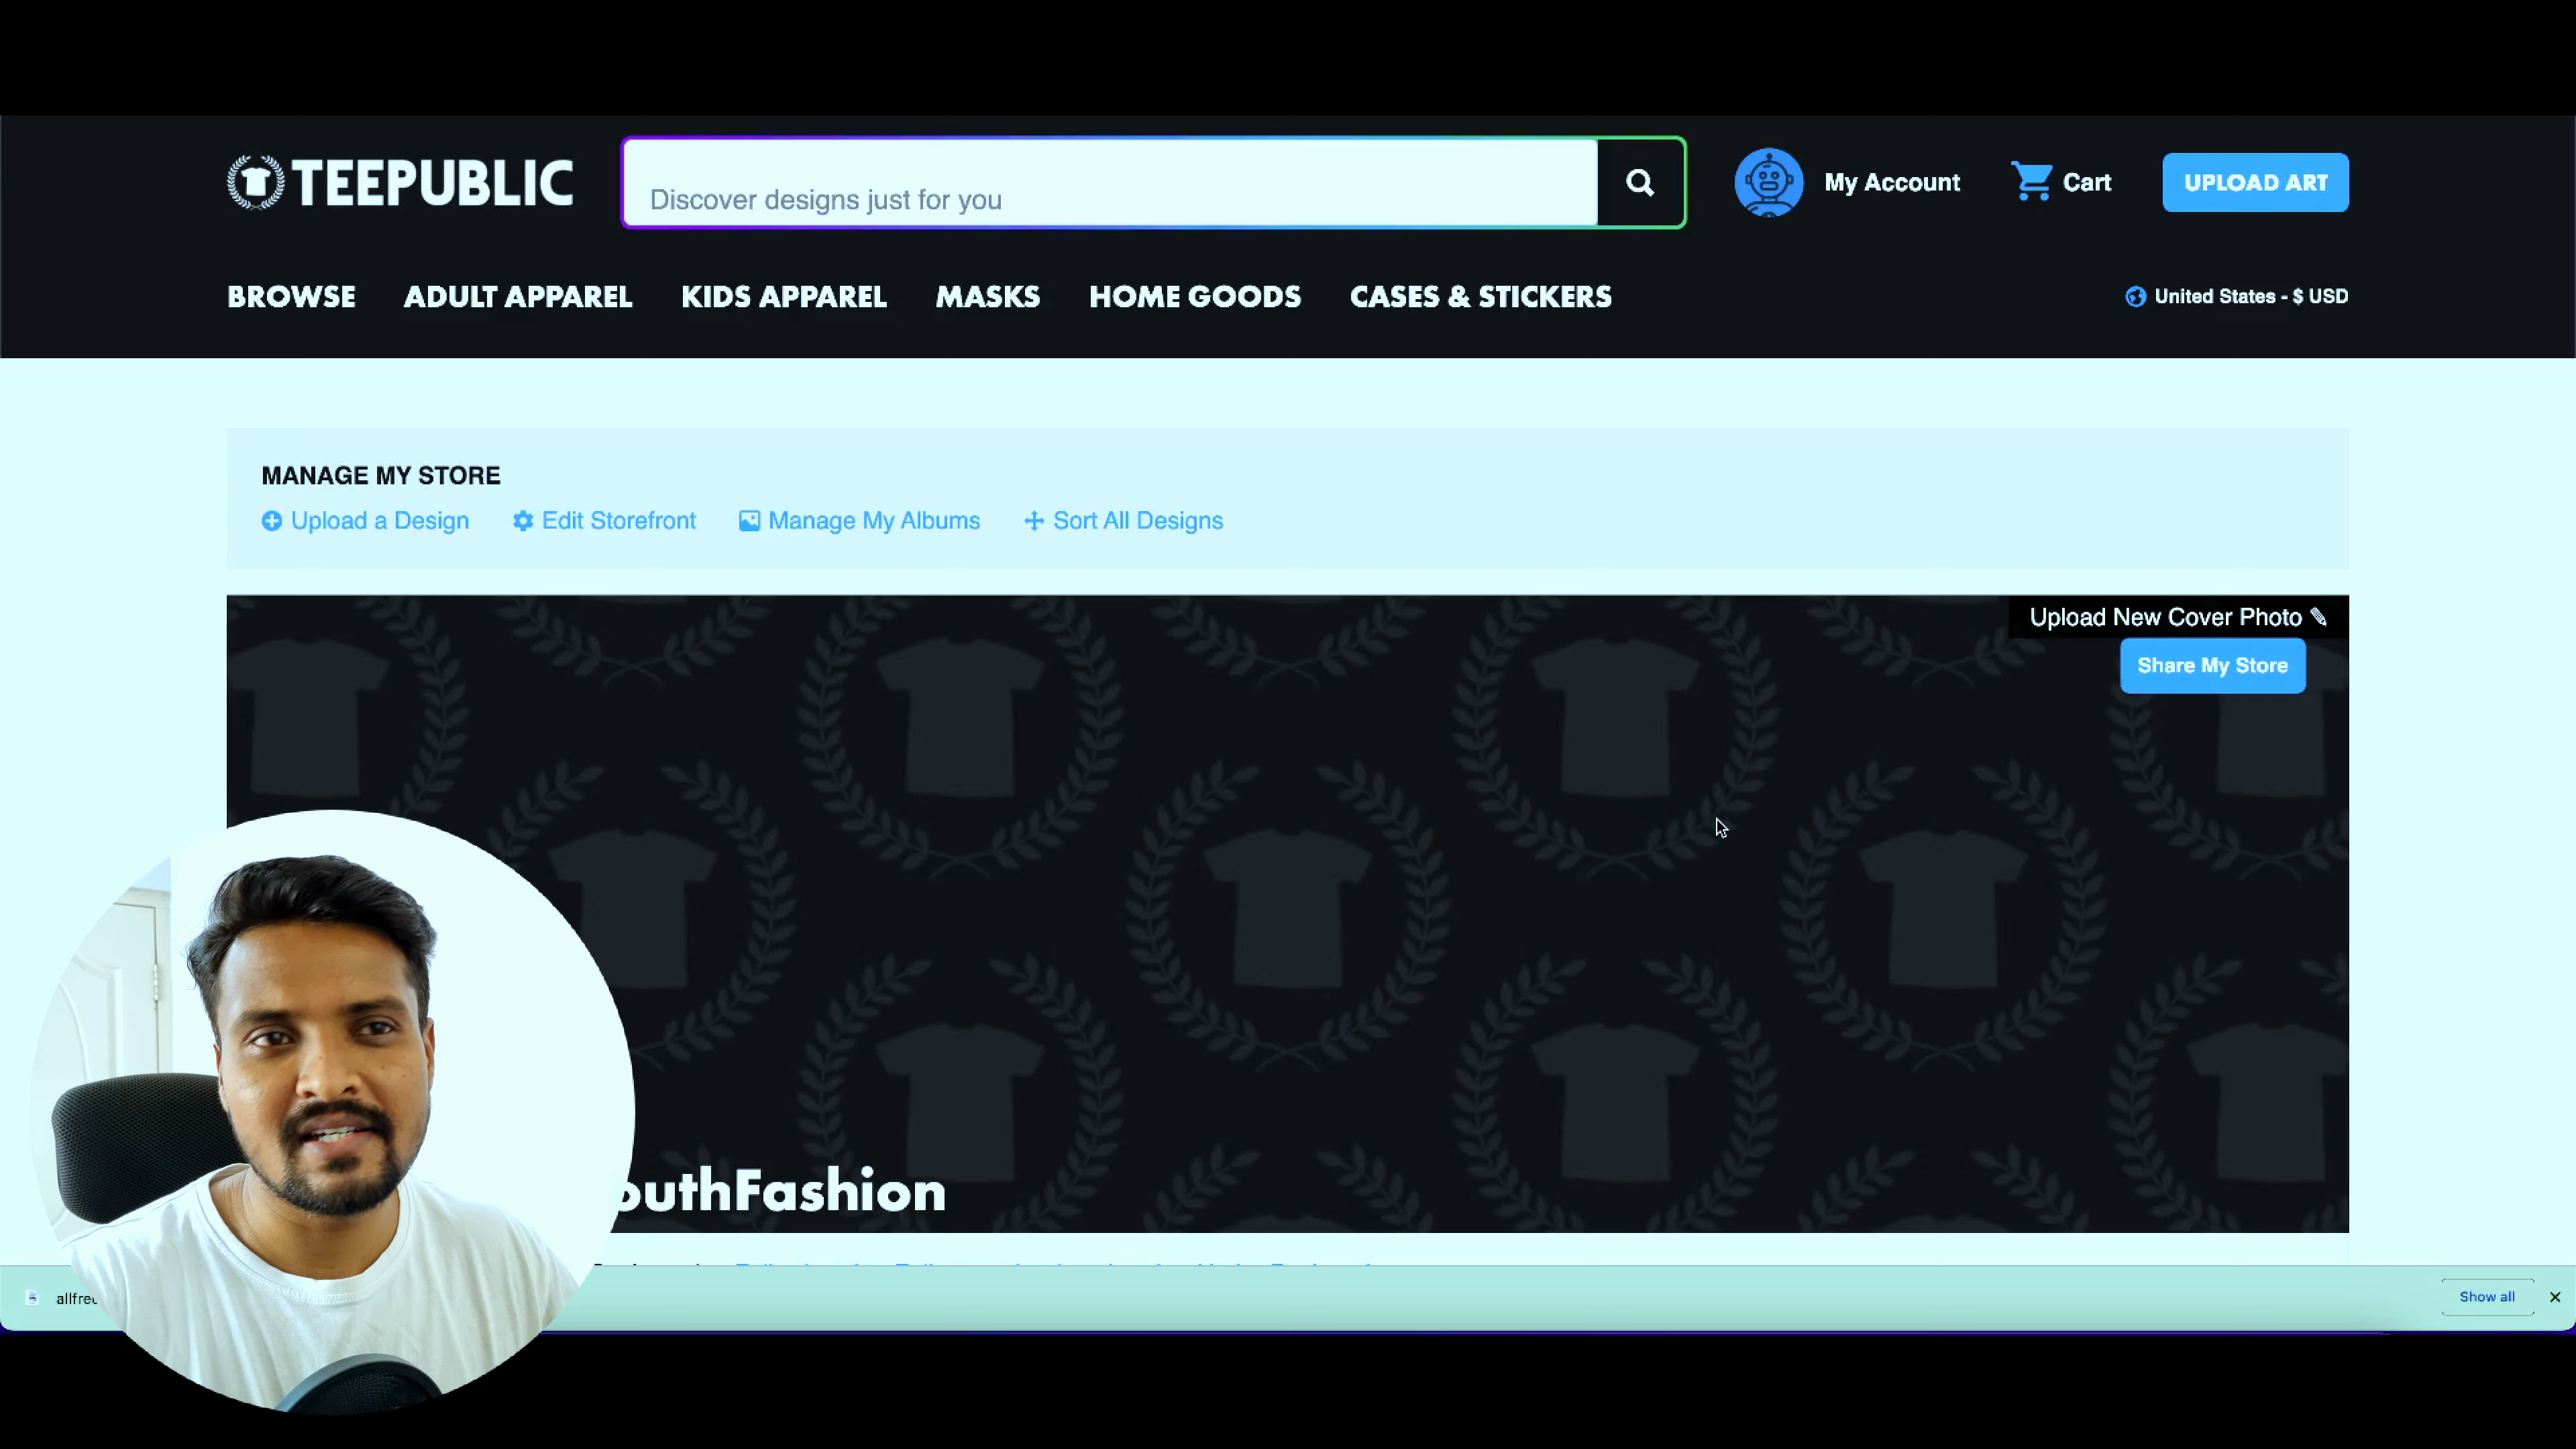 TEEPUBLIC
Discover designs just for you
My Account
Cart
UPLOAD ART
BROWSE
ADULT APPAREL
KIDS APPAREL
MASKS
HOME GOODS
CASES & STICKERS
United States - $ USD
MANAGE MY STORE
Upload a Design
Edit Storefront
Manage My Albums
Sort All Designs
Upload New Cover Photo
Share My Store
outhFashion
Show all